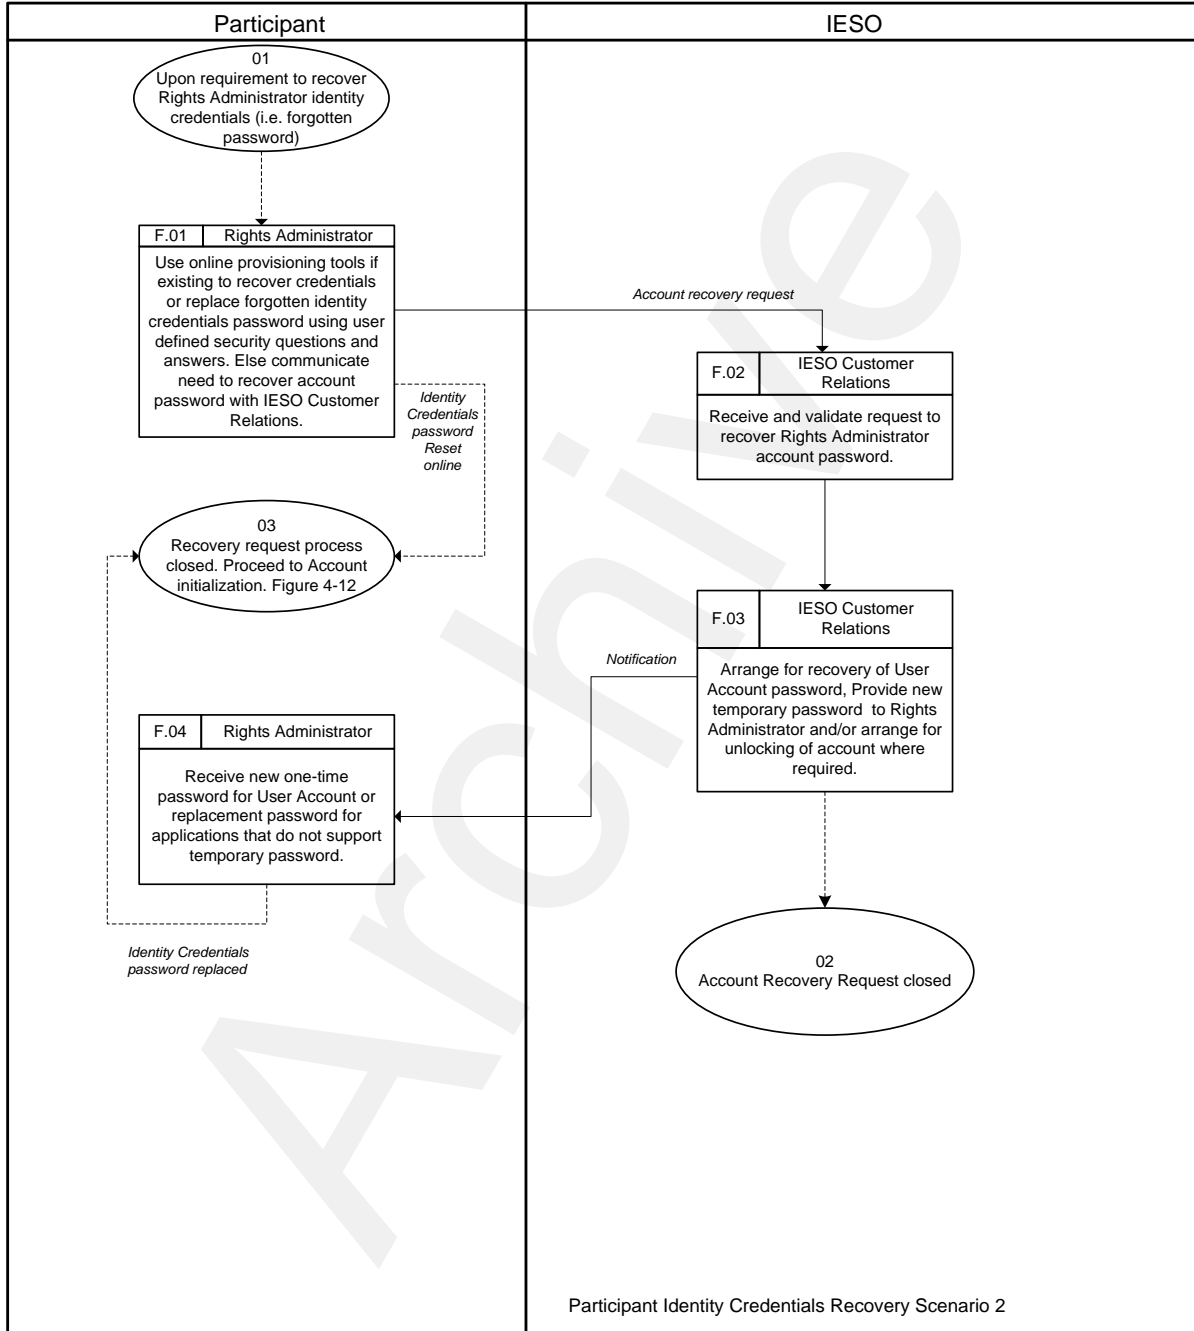 Participant
IESO
01
Upon requirement to recover
Rights Administrator identity
credentials (i.e. forgotten
password)
F.01
Rights Administrator
Use online provisioning tools if
existing to recover credentials
or replace forgotten identity
credentials password using user
defined security questions and
answers. Else communicate
need to recover account
password with IESO Customer
Relations.
Account recovery request
F.02
IESO Customer
Relations
Receive and validate request to
recover Rights Administrator
account password.
Identity
Credentials
password
Reset
online
03
Recovery request process
closed. Proceed to Account
initialization. Figure 4-12
F.03
IESO Customer
Relations
Arrange for recovery of User
Account password, Provide new
temporary password  to Rights
Administrator and/or arrange for
unlocking of account where
required.
Notification
F.04
Rights Administrator
Receive new one-time
password for User Account or
replacement password for
applications that do not support
temporary password.
Identity Credentials
password replaced
02
Account Recovery Request closed
Participant Identity Credentials Recovery Scenario 2
Archive